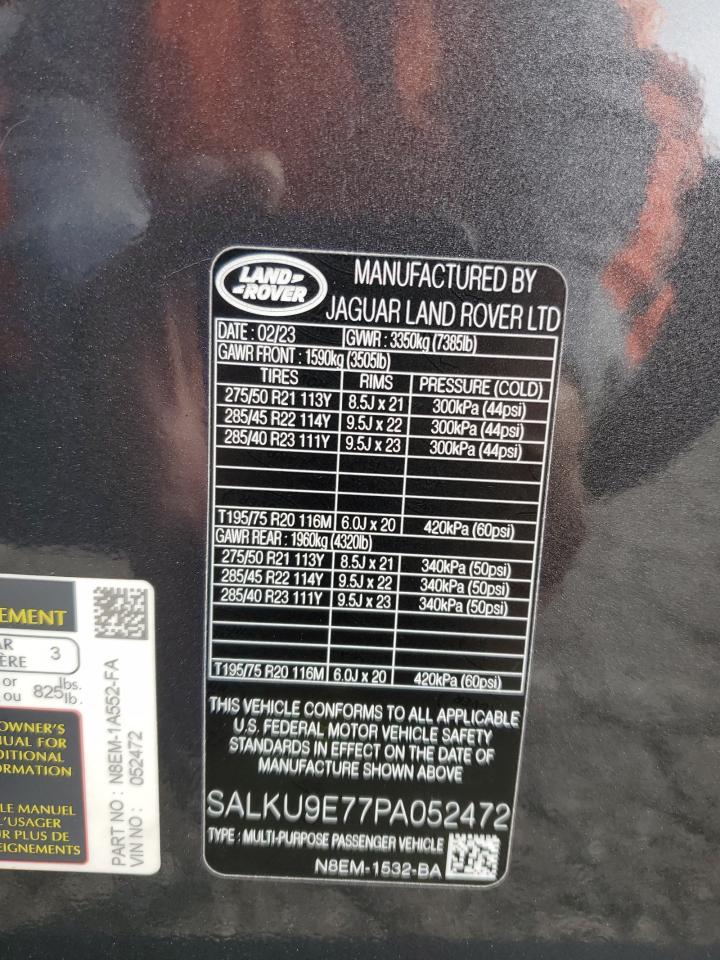 LAND ROVER
MANUFACTURED BY
JAGUAR LAND ROVER LTD
DATE : 02/23 GVWR : 3350kg (7385lb)
GAWR FRONT : 1590kg (3505lb)
TIRES RIMS PRESSURE (COLD)
275/50 R21 113Y 8.5J x 21 300kPa (44psi)
285/45 R22 114Y 9.5J x 22 300kPa (44psi)
285/40 R23 111Y 9.5J x 23 300kPa (44psi)
T195/75 R20 116M 6.0J x 20 420kPa (60psi)
GAWR REAR : 1960kg (4320lb)
275/50 R21 113Y 8.5J x 21 340kPa (50psi)
285/45 R22 114Y 9.5J x 22 340kPa (50psi)
285/40 R23 111Y 9.5J x 23 340kPa (50psi)
T195/75 R20 116M 6.0J x 20 420kPa (60psi)
THIS VEHICLE CONFORMS TO ALL APPLICABLE
U.S. FEDERAL MOTOR VEHICLE SAFETY
STANDARDS IN EFFECT ON THE DATE OF
MANUFACTURE SHOWN ABOVE
SALKU9E77PA052472
TYPE : MULTI-PURPOSE PASSENGER VEHICLE
N8EM-1532-BA
EMENT
AR
ÈRE 3
or lbs.
ou 825 lb.
OWNER'S
UAL FOR
DITIONAL
ORMATION
LE MANUEL
L'USAGER
R PLUS DE
EIGNEMENTS
PART NO : N8EM-1A552-FA
VIN NO : 052472